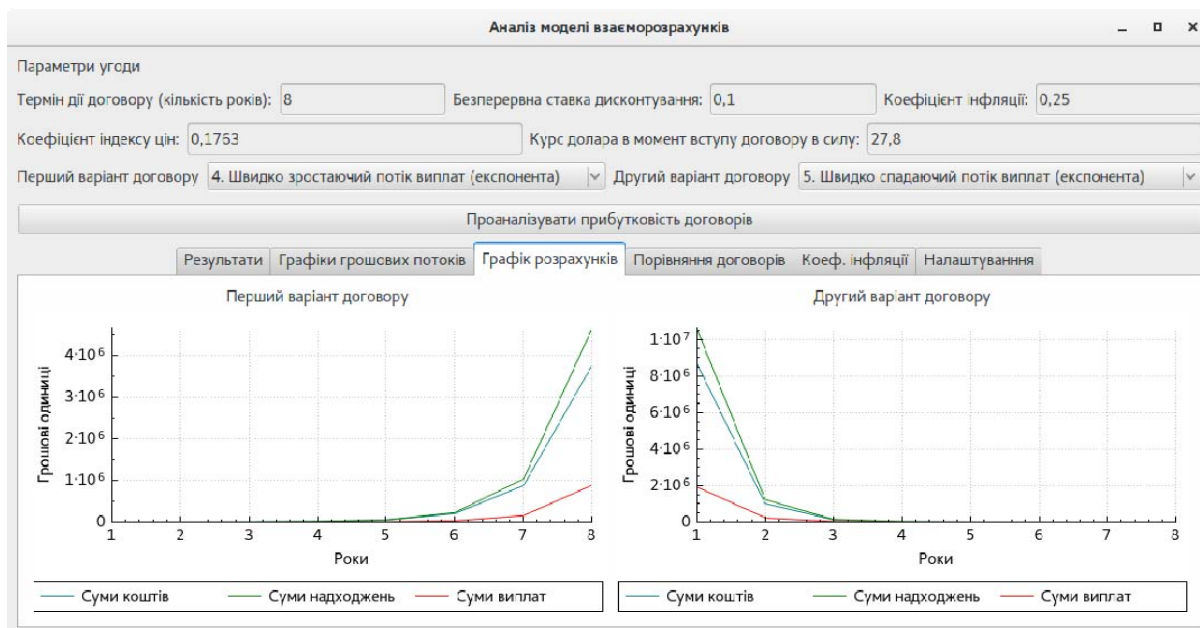 Аналіз моделі взаєморозрахунків
Параметри угоди
Термін дії договору (кількість років): 8 Безперервна ставка дисконтування: 0,1 Коефіцієнт інфляції: 0,25
Коефіцієнт індексу цін: 0,1763 Курс долара в момент вступу договору в силу: 27,8
Перший варіант договору 4. Швидко зростаючий потік виплат (експонента) Другий варіант договору 5. Швидко спадаючий потік виплат (експонента)
Проаналізувати прибутковість договорів
Результати Графіки грошових потоків Графік розрахунків Порівняння договорів Коеф. інфляції Налаштуванння
Перший варіант договору
Грошові одиниці
4·10⁶
3·10⁶
2·10⁶
1·10⁶
0
1 2 3 4 5 6 7 8
Роки
Суми коштів Суми надходжень Суми виплат
Другий варіант договору
Грошові одиниці
1·10⁷
8·10⁶
6·10⁶
4·10⁶
2·10⁶
0
1 2 3 4 5 6 7 8
Роки
Суми коштів Суми надходжень Суми виплат